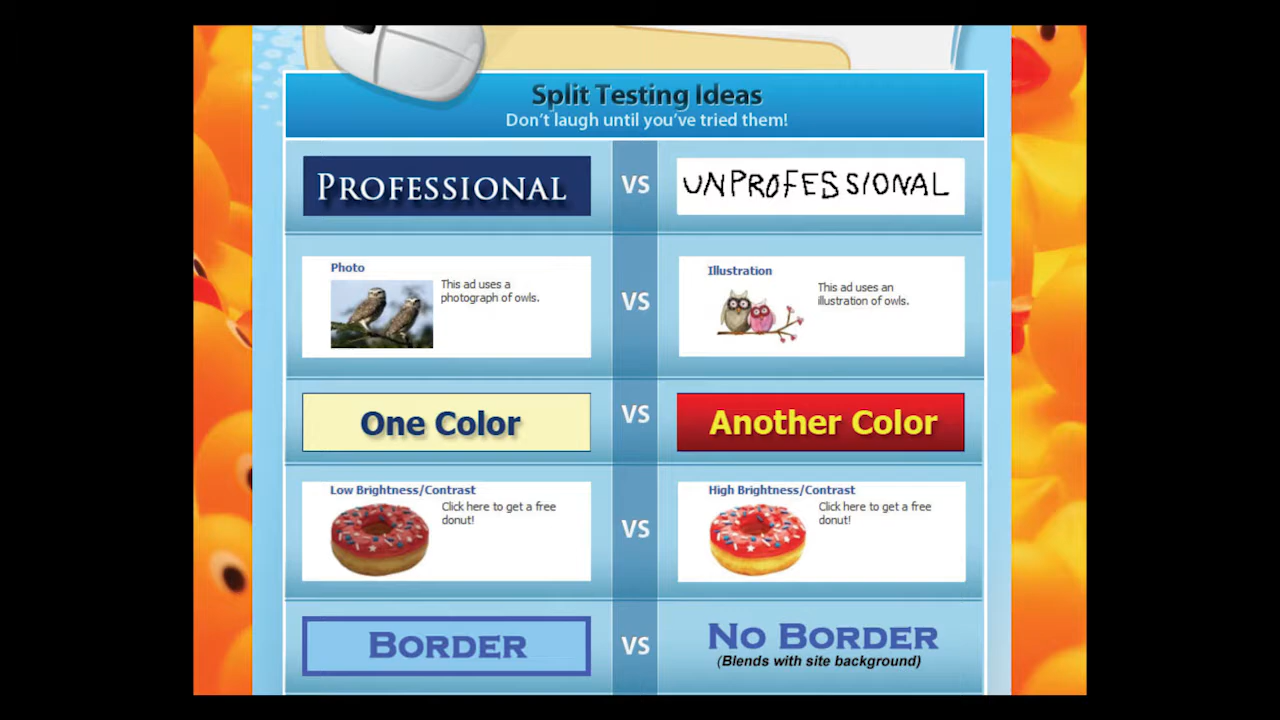 Split Testing Ideas
Don't laugh until you've tried them!
PROFESSIONAL
VS
UNPROFESSIONAL
Photo
This ad uses a
photograph of owls.
VS
Illustration
This ad uses an
illustration of owls.
One Color
VS
Another Color
Low Brightness/Contrast
Click here to get a free
donut!
VS
High Brightness/Contrast
Click here to get a free
donut!
BORDER
VS
NO BORDER
(Blends with site background)